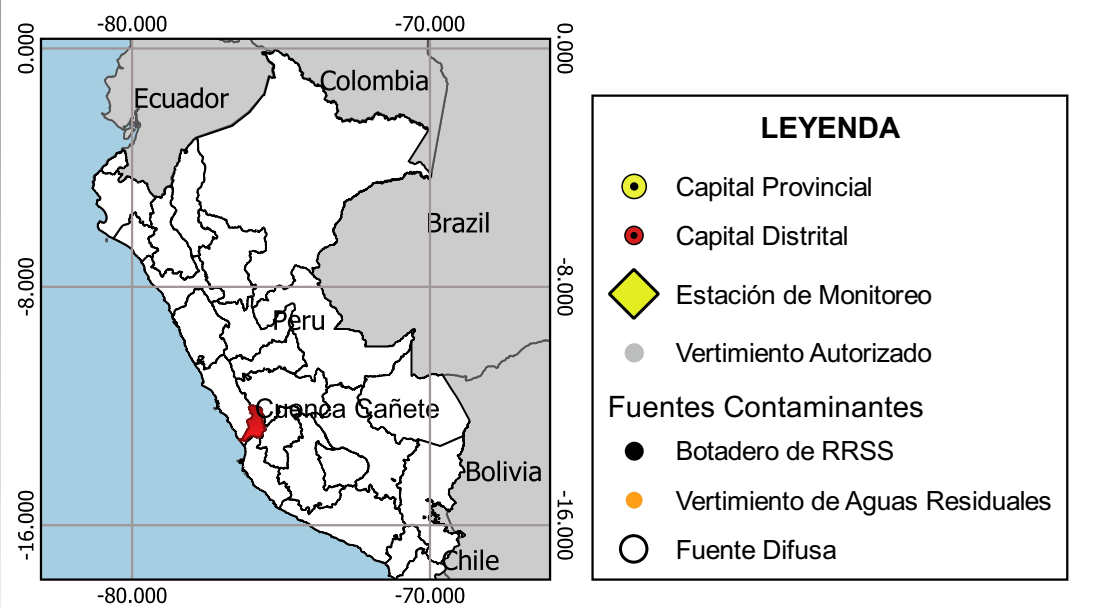 -80.000
-70.000
0.000
0.000
Colombia
Ecuador
Brazil
-8.000
-8.000
Peru
Cuenca Cañete
Bolivia
-16.000
-16.000
Chile
-80.000
-70.000
LEYENDA
Capital Provincial
Capital Distrital
Estación de Monitoreo
Vertimiento Autorizado
Fuentes Contaminantes
Botadero de RRSS
Vertimiento de Aguas Residuales
Fuente Difusa